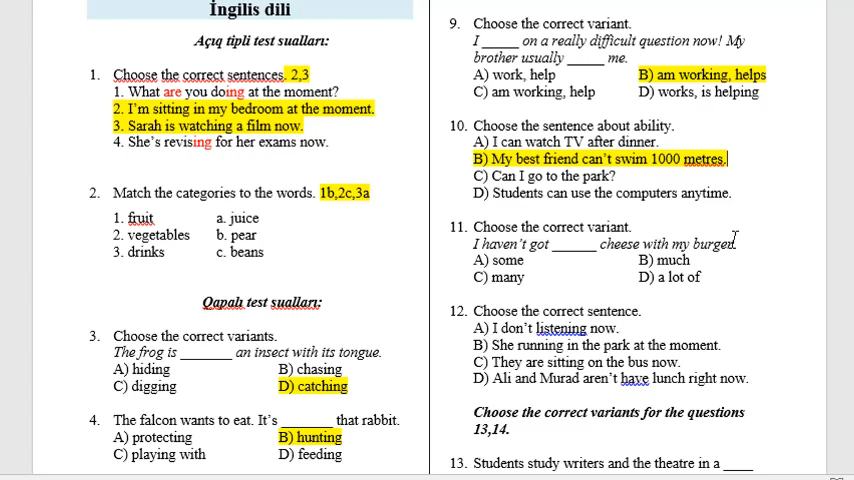 İngilis dili
Açıq tipli test sualları:
1. Choose the correct sentences. 2,3
1. What are you doing at the moment?
2. I'm sitting in my bedroom at the moment.
3. Sarah is watching a film now.
4. She's revising for her exams now.
2. Match the categories to the words. 1b,2c,3a
1. fruit a. juice
2. vegetables b. pear
3. drinks c. beans
Qapalı test sualları:
3. Choose the correct variants.
The frog is _______ an insect with its tongue.
A) hiding B) chasing
C) digging D) catching
4. The falcon wants to eat. It's _______ that rabbit.
A) protecting B) hunting
C) playing with D) feeding
9. Choose the correct variant.
I _____ on a really difficult question now! My
brother usually _____ me.
A) work, help B) am working, helps
C) am working, help D) works, is helping
10. Choose the sentence about ability.
A) I can watch TV after dinner.
B) My best friend can't swim 1000 metres.
C) Can I go to the park?
D) Students can use the computers anytime.
11. Choose the correct variant.
I haven't got ______ cheese with my burger.
A) some B) much
C) many D) a lot of
12. Choose the correct sentence.
A) I don't listening now.
B) She running in the park at the moment.
C) They are sitting on the bus now.
D) Ali and Murad aren't have lunch right now.
Choose the correct variants for the questions
13,14.
13. Students study writers and the theatre in a ____